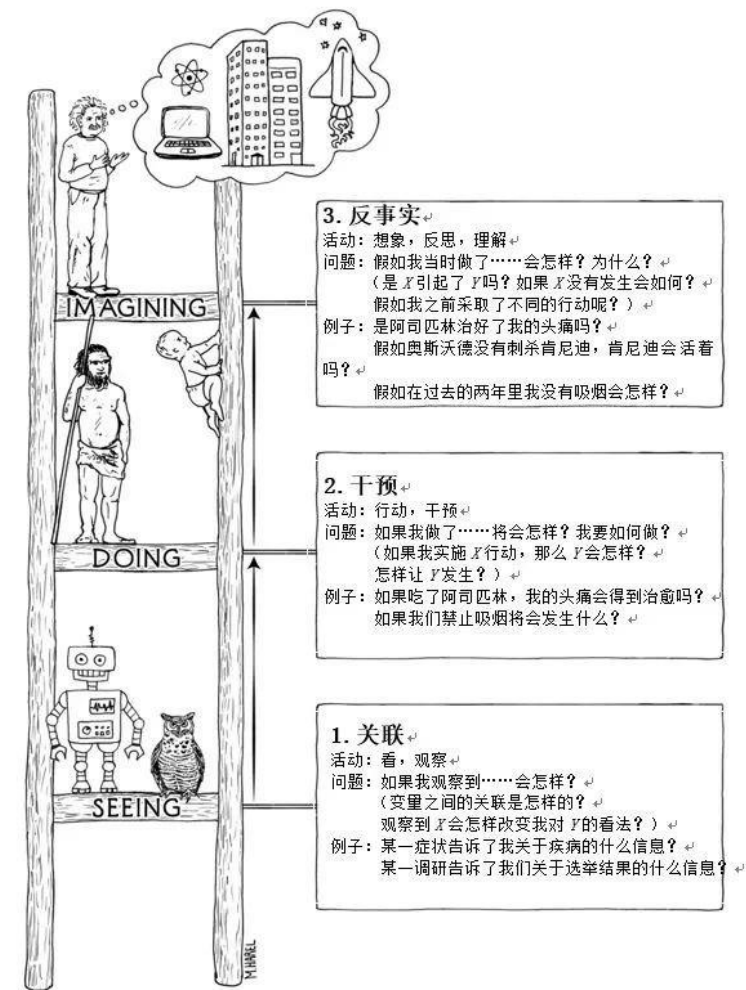 3. 反事实
活动：想象，反思，理解
问题：假如我当时做了……会怎样？为什么？
（是 X 引起了 Y 吗？如果 X 没有发生会如何？
假如我之前采取了不同的行动呢？）
例子：是阿司匹林治好了我的头痛吗？
假如奥斯沃德没有刺杀肯尼迪，肯尼迪会活着
吗？
假如在过去的两年里我没有吸烟会怎样？
IMAGINING
2. 干预
活动：行动，干预
问题：如果我做了……将会怎样？我要如何做？
（如果我实施 X 行动，那么 Y 会怎样？
怎样让 Y 发生？）
例子：如果吃了阿司匹林，我的头痛会得到治愈吗？
如果我们禁止吸烟将会发生什么？
DOING
1. 关联
活动：看，观察
问题：如果我观察到……会怎样？
（变量之间的关联是怎样的？
观察到 X 会怎样改变我对 Y 的看法？）
例子：某一症状告诉了我关于疾病的什么信息？
某一调研告诉了我们关于选举结果的什么信息？
SEEING
M.HAREL